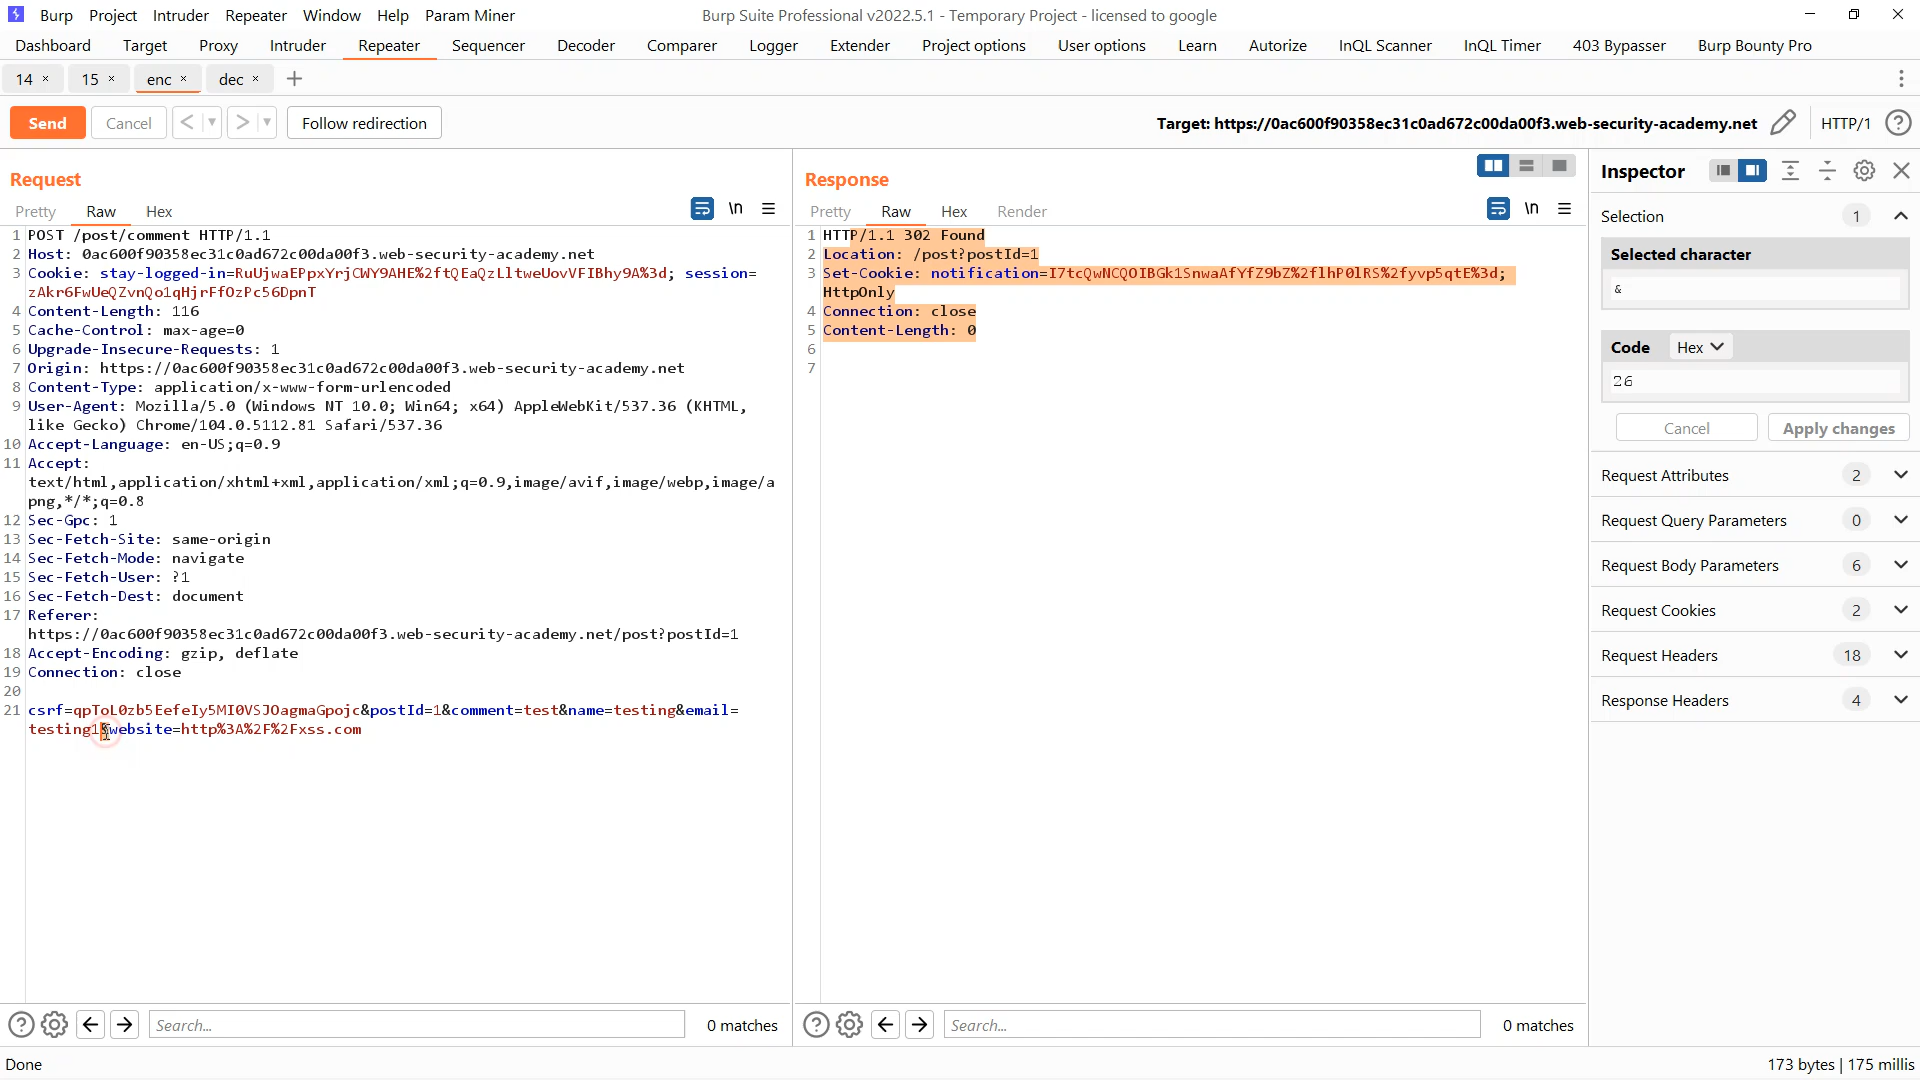 Burp Project Intruder Repeater Window Help Param Miner
Burp Suite Professional v2022.5.1 - Temporary Project - licensed to google
Dashboard Target Proxy Intruder Repeater Sequencer Decoder Comparer Logger Extender Project options User options Learn Autorize InQL Scanner InQL Timer 403 Bypasser Burp Bounty Pro
14 × 15 × enc × dec × +
Send Cancel < > Follow redirection
Target: https://0ac600f90358ec31c0ad672c00da00f3.web-security-academy.net HTTP/1
Request
Pretty Raw Hex \n
1 POST /post/comment HTTP/1.1
2 Host: 0ac600f90358ec31c0ad672c00da00f3.web-security-academy.net
3 Cookie: stay-logged-in=RuUjwaEPpxYrjCWY9AHE%2ftQEaQzLltweUovVFIBhy9A%3d; session=
zAkr6FwUeQZvnQo1qHjrFfOzPc56DpnT
4 Content-Length: 116
5 Cache-Control: max-age=0
6 Upgrade-Insecure-Requests: 1
7 Origin: https://0ac600f90358ec31c0ad672c00da00f3.web-security-academy.net
8 Content-Type: application/x-www-form-urlencoded
9 User-Agent: Mozilla/5.0 (Windows NT 10.0; Win64; x64) AppleWebKit/537.36 (KHTML,
like Gecko) Chrome/104.0.5112.81 Safari/537.36
10 Accept-Language: en-US;q=0.9
11 Accept:
text/html,application/xhtml+xml,application/xml;q=0.9,image/avif,image/webp,image/a
png,*/*;q=0.8
12 Sec-Gpc: 1
13 Sec-Fetch-Site: same-origin
14 Sec-Fetch-Mode: navigate
15 Sec-Fetch-User: ?1
16 Sec-Fetch-Dest: document
17 Referer:
https://0ac600f90358ec31c0ad672c00da00f3.web-security-academy.net/post?postId=1
18 Accept-Encoding: gzip, deflate
19 Connection: close
20
21 csrf=qpToL0zb5EefeIy5MI0VSJOagmaGpojc&postId=1&comment=test&name=testing&email=
testing1&website=http%3A%2F%2Fxss.com
Search... 0 matches
Response
Pretty Raw Hex Render \n
1 HTTP/1.1 302 Found
2 Location: /post?postId=1
3 Set-Cookie: notification=I7tcQwNCQOIBGk1SnwaAfYfZ9bZ%2flhP0lRS%2fyvp5qtE%3d;
HttpOnly
4 Connection: close
5 Content-Length: 0
6
7
Search... 0 matches
Inspector
Selection 1
Selected character
&
Code Hex
26
Cancel Apply changes
Request Attributes 2
Request Query Parameters 0
Request Body Parameters 6
Request Cookies 2
Request Headers 18
Response Headers 4
Done
173 bytes | 175 millis